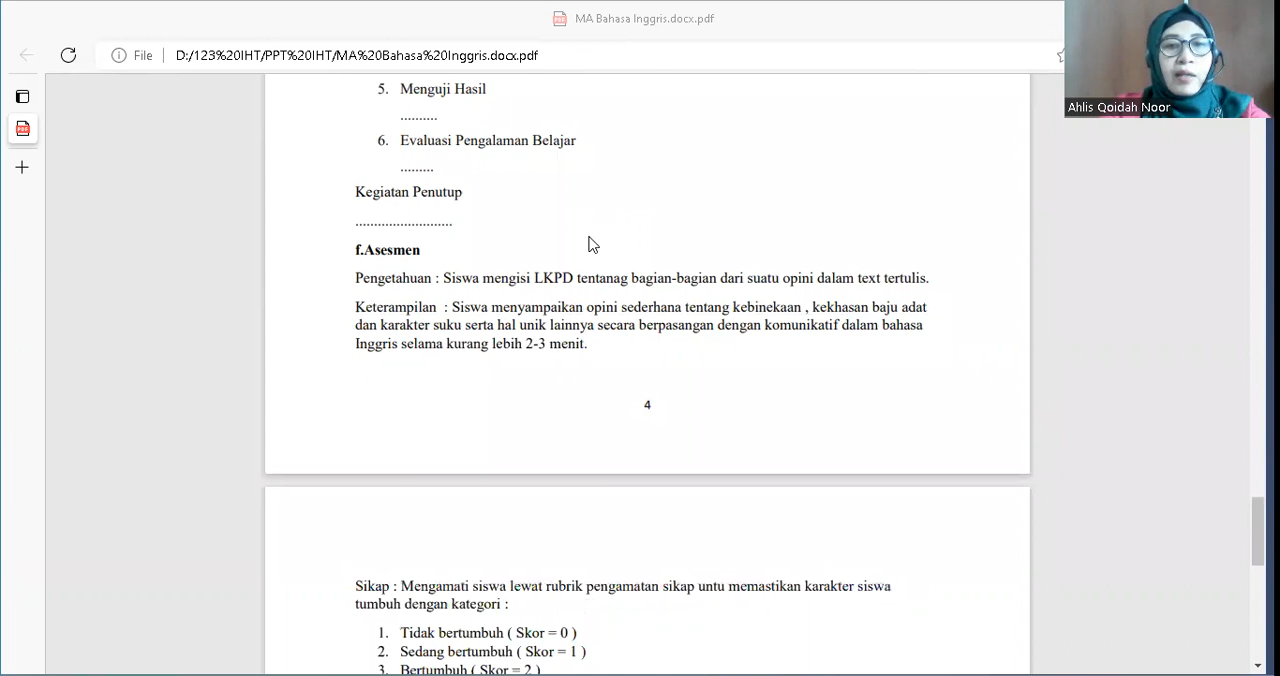 MA Bahasa Inggris.docx.pdf
File
D:/123%20IHT/PPT%20IHT/MA%20Bahasa%20Inggris.docx.pdf
Ahlis Qoidah Noor
5. Menguji Hasil
..........
6. Evaluasi Pengalaman Belajar
.........
Kegiatan Penutup
..........................
f.Asesmen
Pengetahuan : Siswa mengisi LKPD tentanag bagian-bagian dari suatu opini dalam text tertulis.
Keterampilan : Siswa menyampaikan opini sederhana tentang kebinekaan , kekhasan baju adat
dan karakter suku serta hal unik lainnya secara berpasangan dengan komunikatif dalam bahasa
Inggris selama kurang lebih 2-3 menit.
4
Sikap : Mengamati siswa lewat rubrik pengamatan sikap untu memastikan karakter siswa
tumbuh dengan kategori :
1. Tidak bertumbuh ( Skor = 0 )
2. Sedang bertumbuh ( Skor = 1 )
3. Bertumbuh ( Skor = 2 )